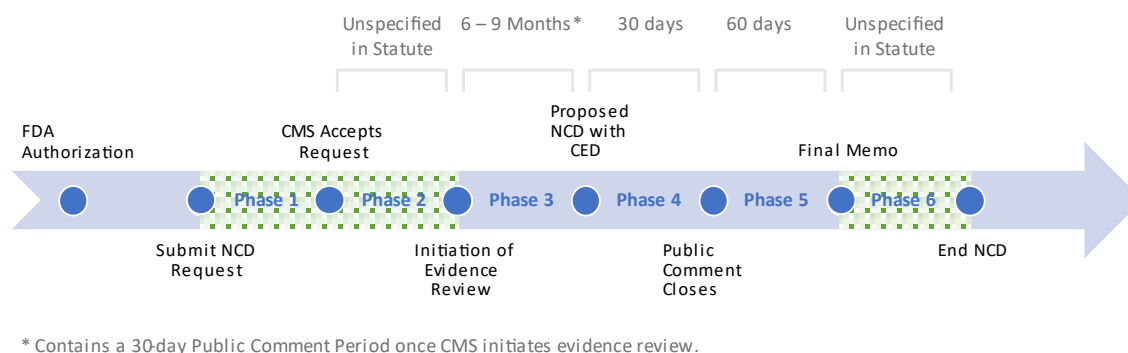 Unspecified
in Statute
6 – 9 Months*
30 days
60 days
Unspecified
in Statute
FDA
Authorization
CMS Accepts
Request
Proposed
NCD with
CED
Final Memo
Phase 1
Phase 2
Phase 3
Phase 4
Phase 5
Phase 6
Submit NCD
Request
Initiation of
Evidence
Review
Public
Comment
Closes
End NCD
* Contains a 30-day Public Comment Period once CMS initiates evidence review.